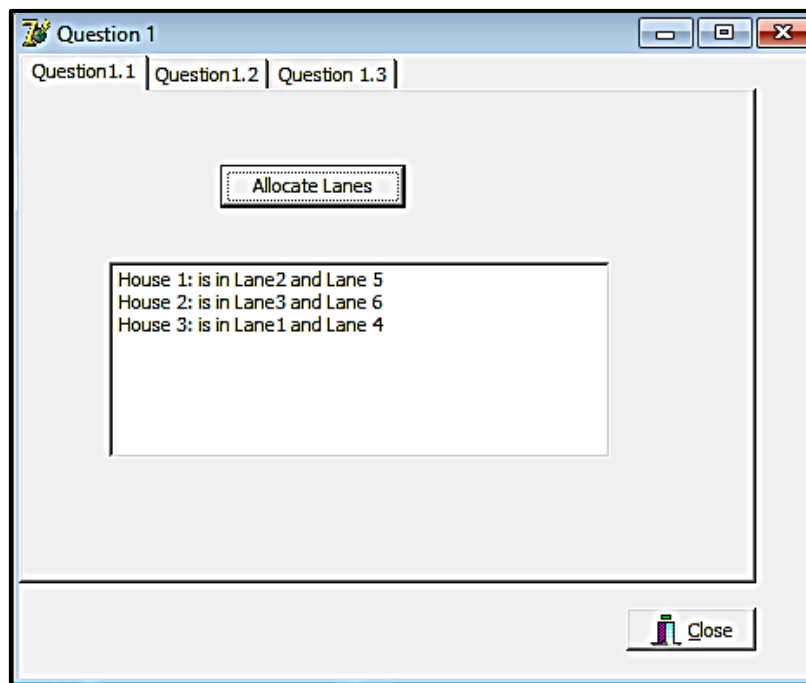 Question 1
Question1.1 Question1.2 Question 1.3
Allocate Lanes
House 1: is in Lane2 and Lane 5
House 2: is in Lane3 and Lane 6
House 3: is in Lane1 and Lane 4
Close